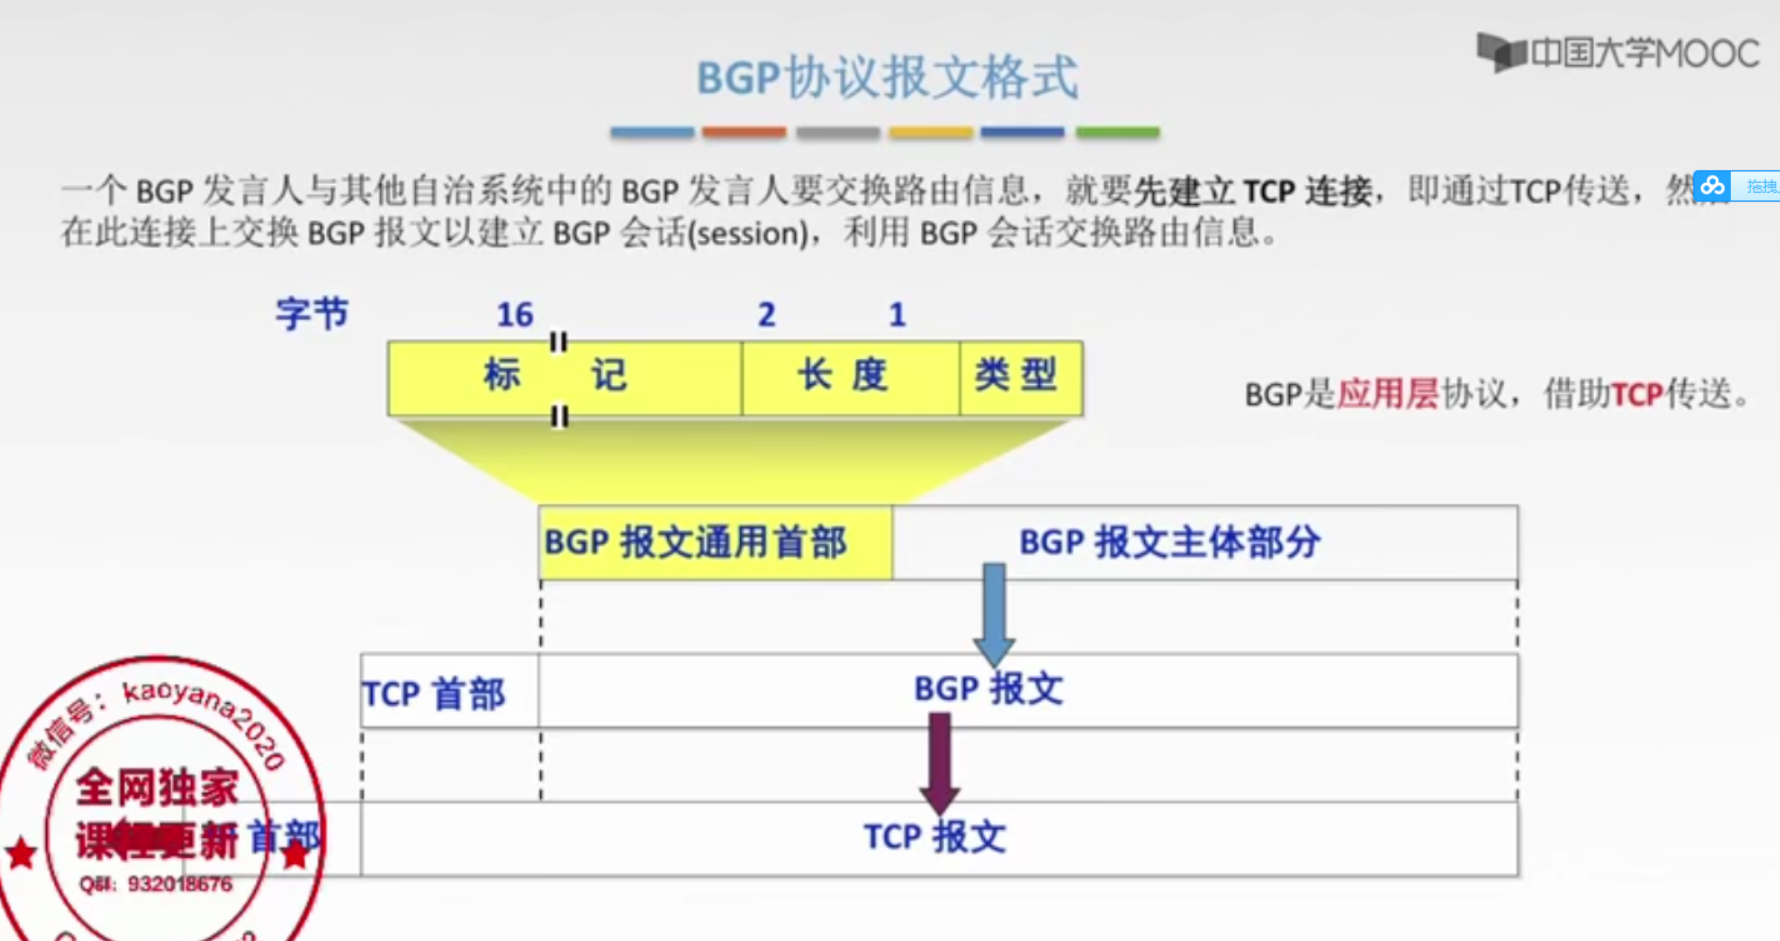 中国大学MOOC
BGP协议报文格式
一个 BGP 发言人与其他自治系统中的 BGP 发言人要交换路由信息，就要先建立 TCP 连接，即通过TCP传送，然
拖拽
在此连接上交换 BGP 报文以建立 BGP 会话(session)，利用 BGP 会话交换路由信息。
字节 16 2 1
标 记 长 度 类 型
BGP是应用层协议，借助TCP传送。
BGP 报文通用首部 BGP 报文主体部分
TCP 首部 BGP 报文
首部 TCP 报文
微信号：kaoyana2020
全网独家
课程更新
Q群：932018676